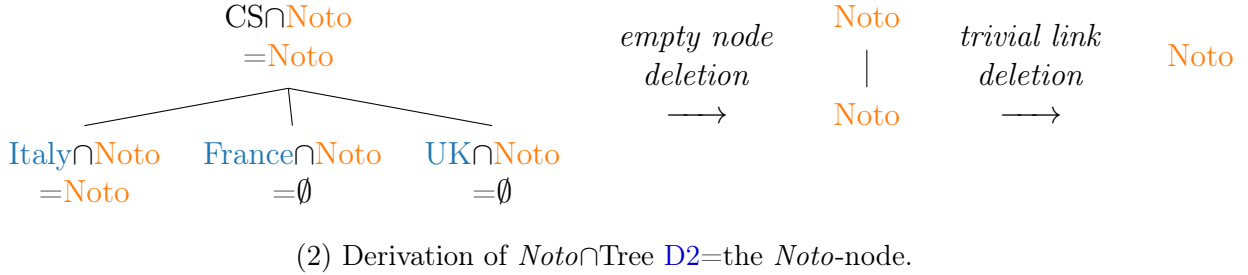 CS∩Noto
=Noto
Italy∩Noto
=Noto
France∩Noto
=∅
UK∩Noto
=∅
empty node
deletion
⟶
Noto
|
Noto
trivial link
deletion
⟶
Noto
(2) Derivation of Noto∩Tree D2=the Noto-node.